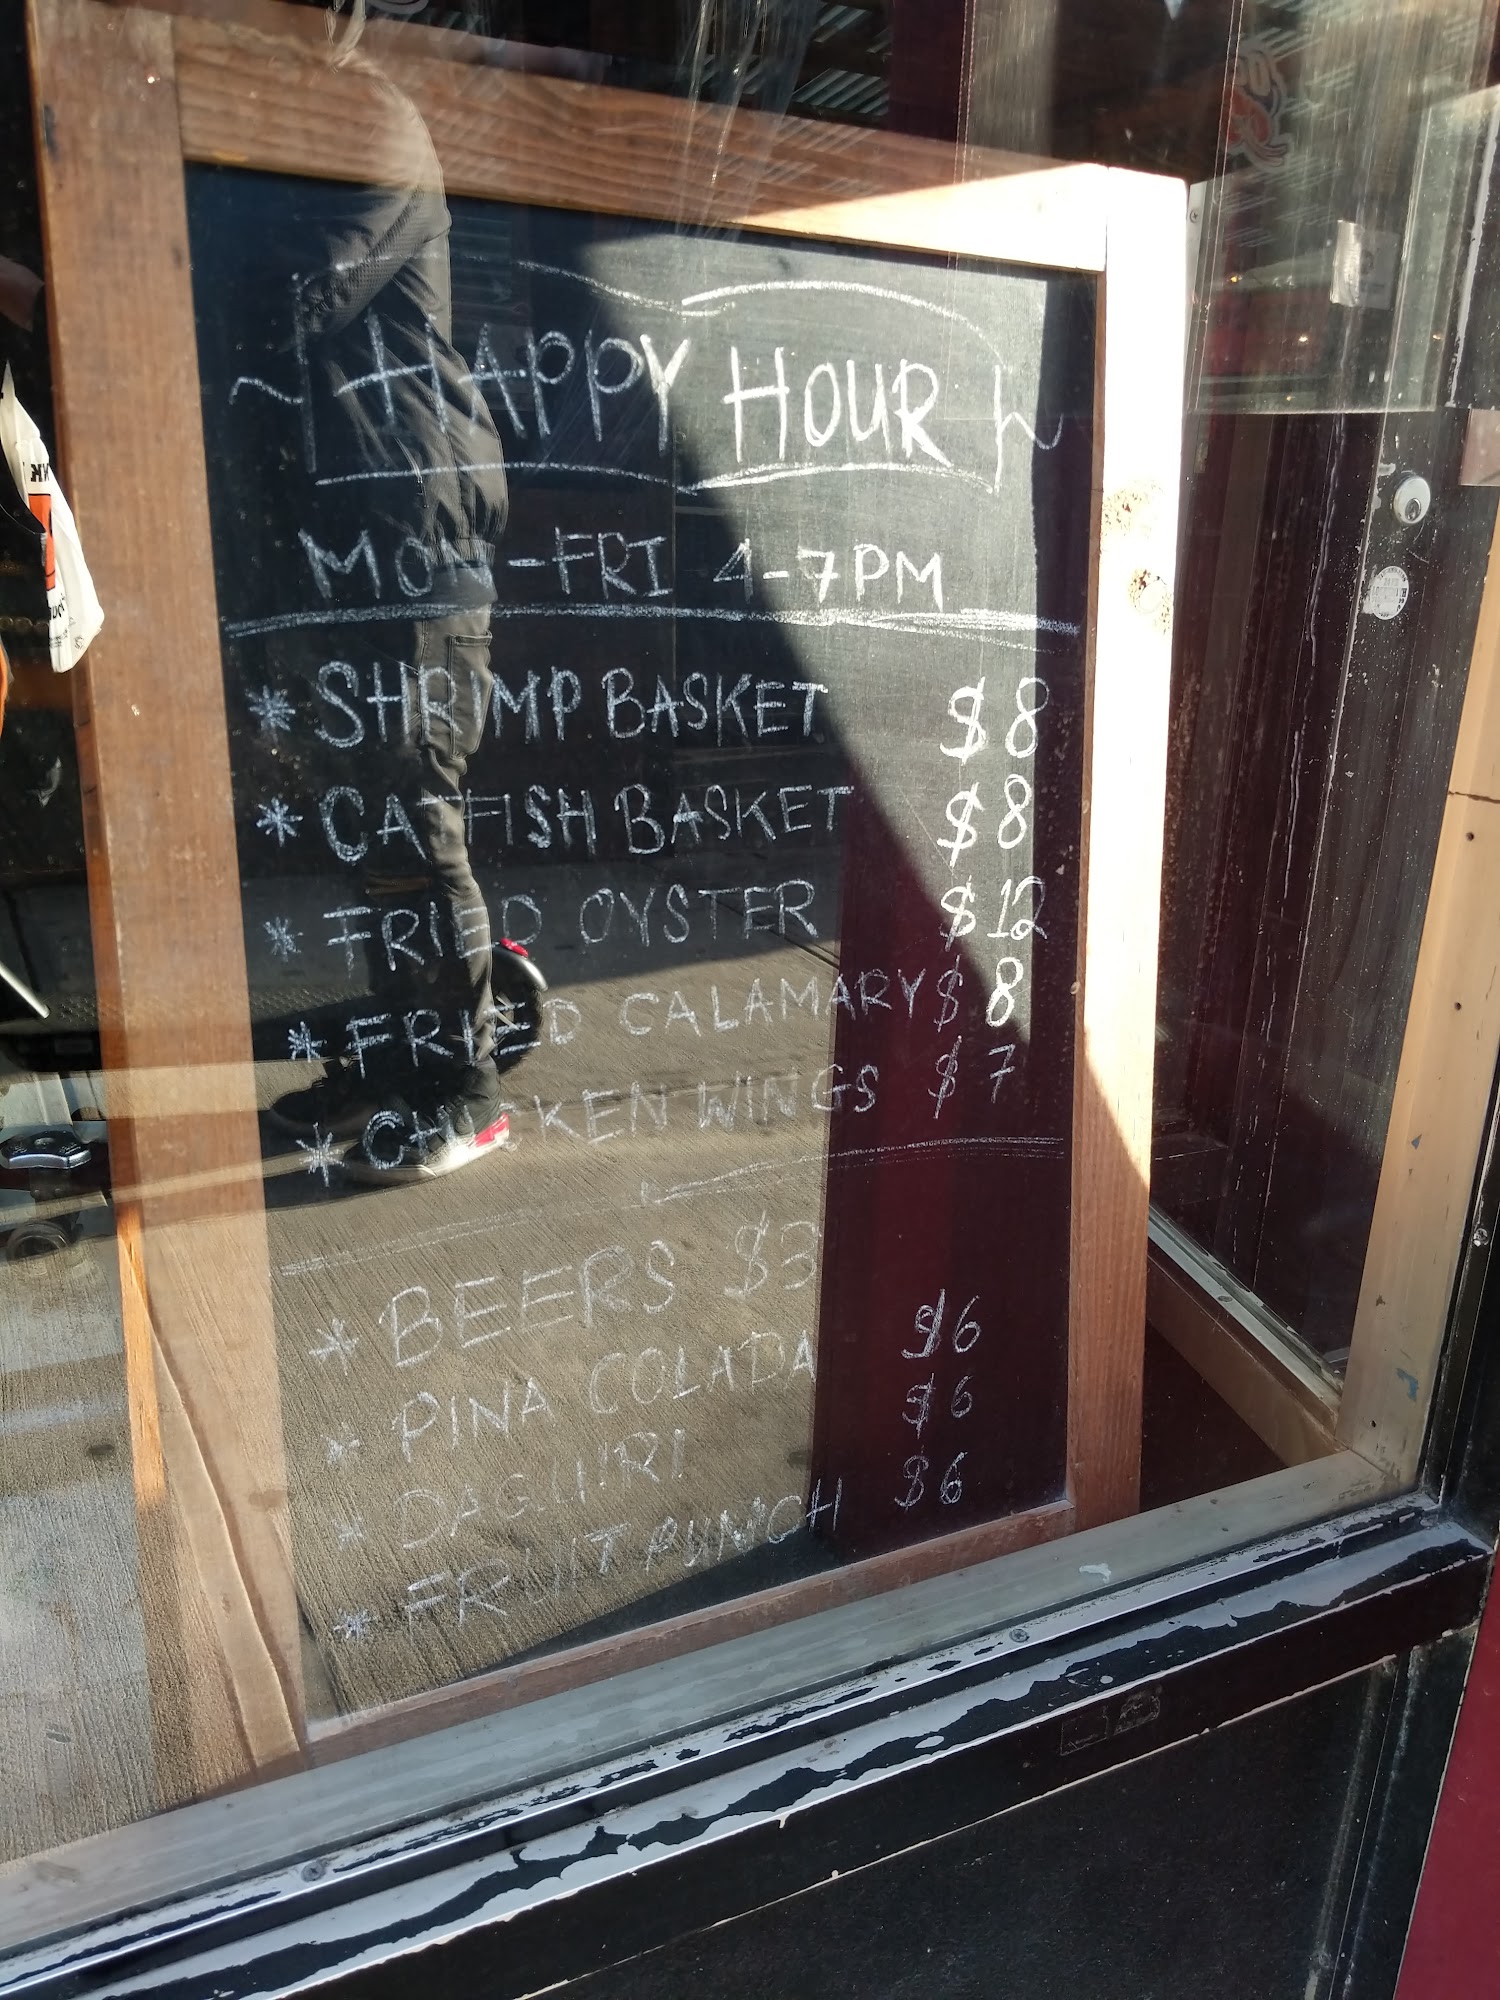 ~ HAPPY HOUR ~
MON-FRI 4-7PM
* SHRIMP BASKET $8
* CATFISH BASKET $8
* FRIED OYSTER $12
* FRIED CALAMARY $8
* CHICKEN WINGS $7
* BEERS $3
* PINA COLADA $6
* DAGUIRI $6
* FRUIT PUNCH $6